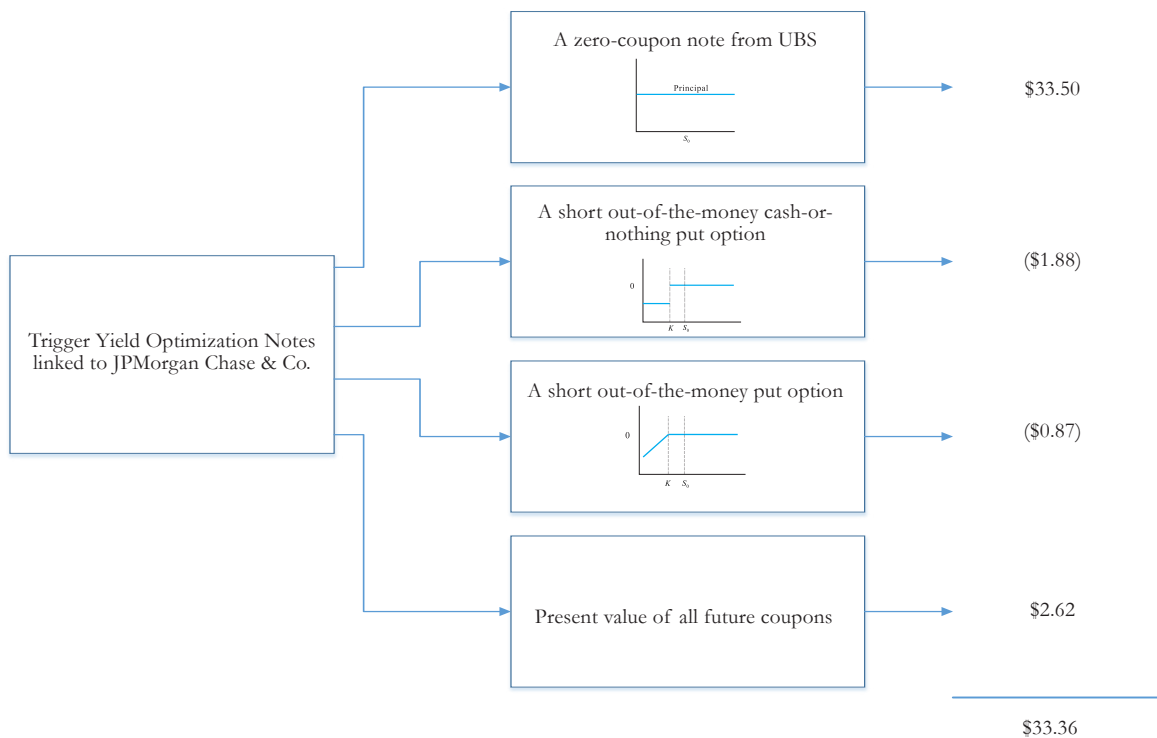 A zero-coupon note from UBS
Principal
S₀
$33.50
A short out-of-the-money cash-or-
nothing put option
0
K
S₀
($1.88)
Trigger Yield Optimization Notes
linked to JPMorgan Chase & Co.
A short out-of-the-money put option
0
K
S₀
($0.87)
Present value of all future coupons
$2.62
$33.36